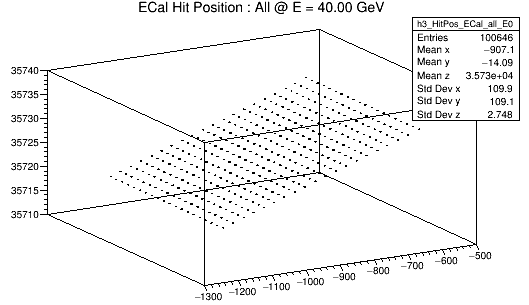 ECal Hit Position : All @ E = 40.00 GeV
h3_HitPos_ECal_all_E0
Entries 100646
Mean x −907.1
Mean y −14.09
Mean z 3.573e+04
Std Dev x 109.9
Std Dev y 109.1
Std Dev z 2.748
35740
35735
35730
35725
35720
35715
35710
−1300
−1200
−1100
−1000
−900
−800
−700
−600
−500